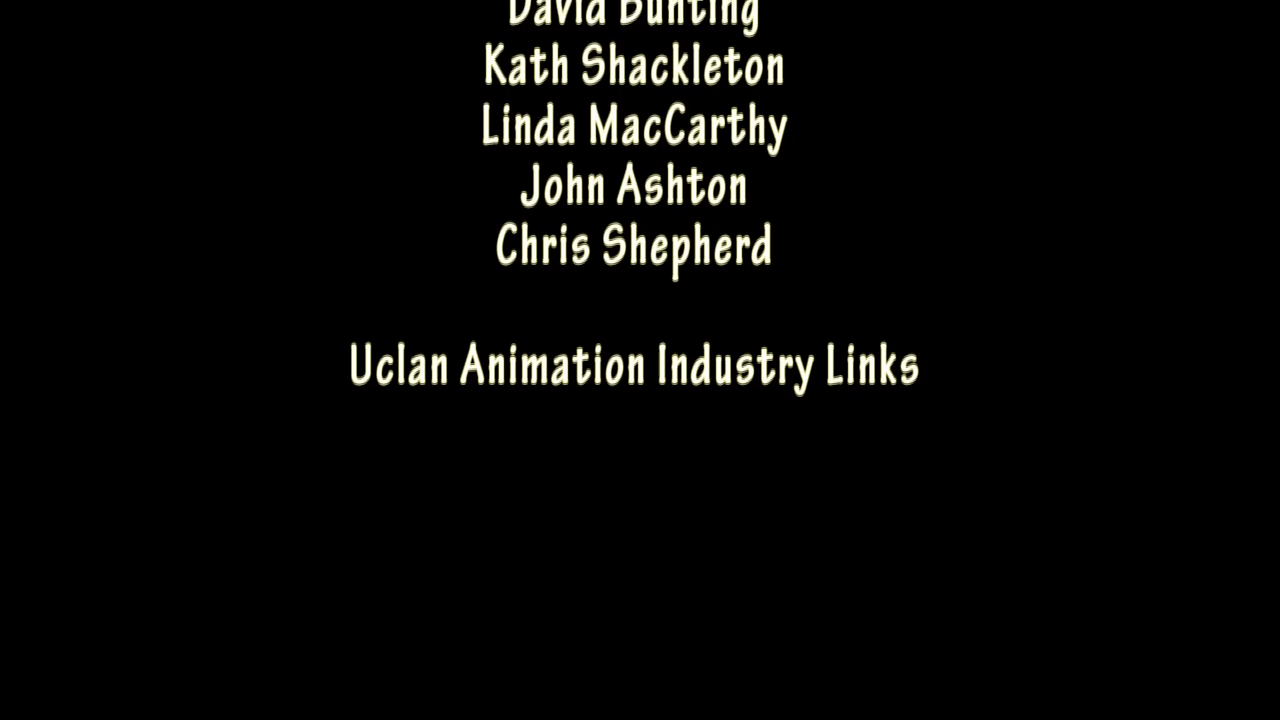 David Bunting
Kath Shackleton
Linda MacCarthy
John Ashton
Chris Shepherd
Uclan Animation Industry Links